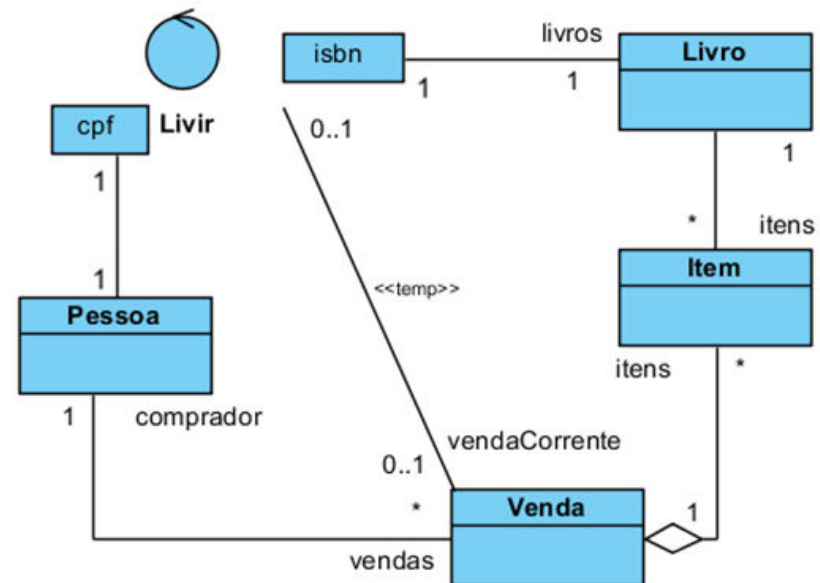 livros
isbn
Livro
1
1
0..1
cpf
Livir
1
1
*
itens
1
<<temp>>
Item
Pessoa
itens
*
1
comprador
vendaCorrente
0..1
*
Venda
1
vendas